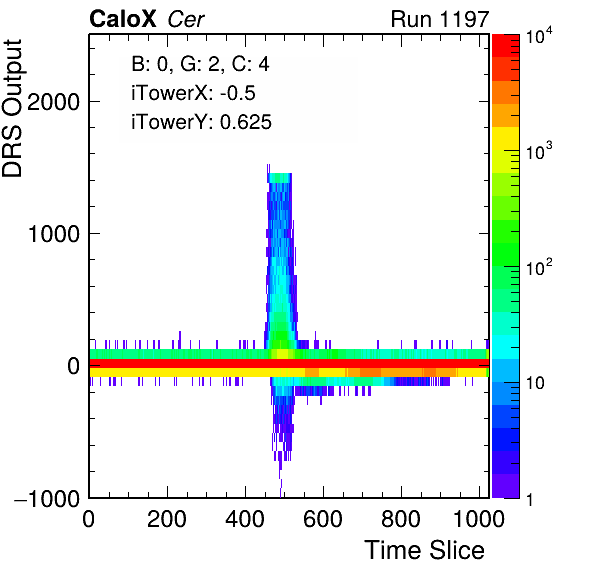 CaloX Cer Run 1197
B: 0, G: 2, C: 4
iTowerX: -0.5
iTowerY: 0.625
DRS Output
2000
1000
0
−1000
0 200 400 600 800 1000
Time Slice
10^4
10^3
10^2
10
1